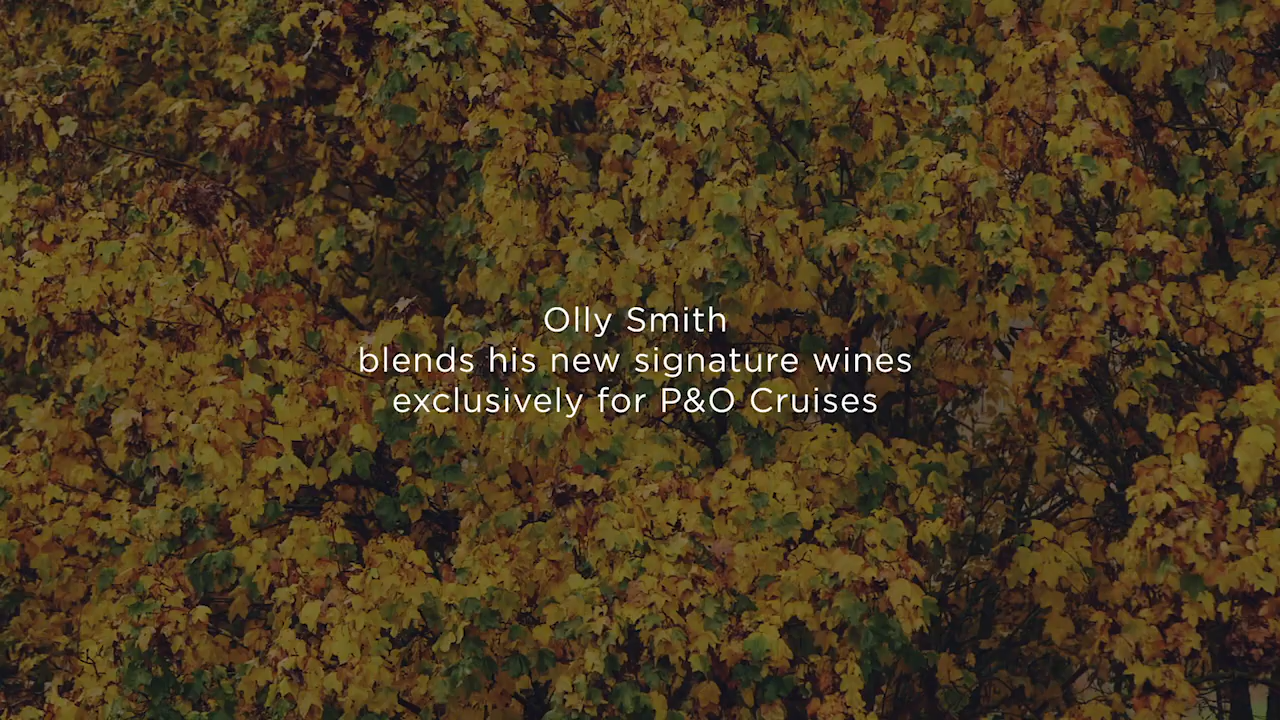 Olly Smith
blends his new signature wines
exclusively for P&O Cruises